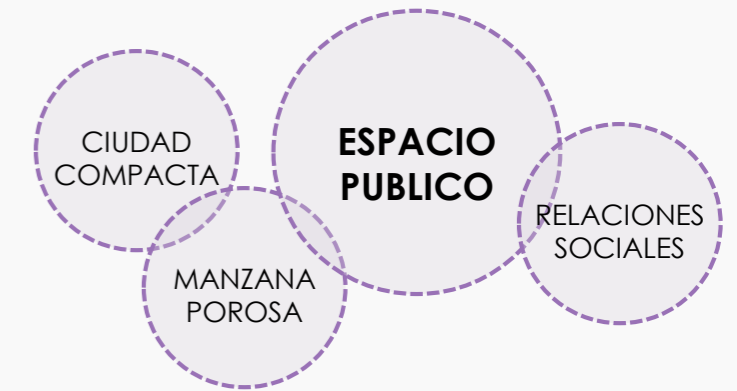 CIUDAD
COMPACTA
MANZANA
POROSA
ESPACIO
PUBLICO
RELACIONES
SOCIALES